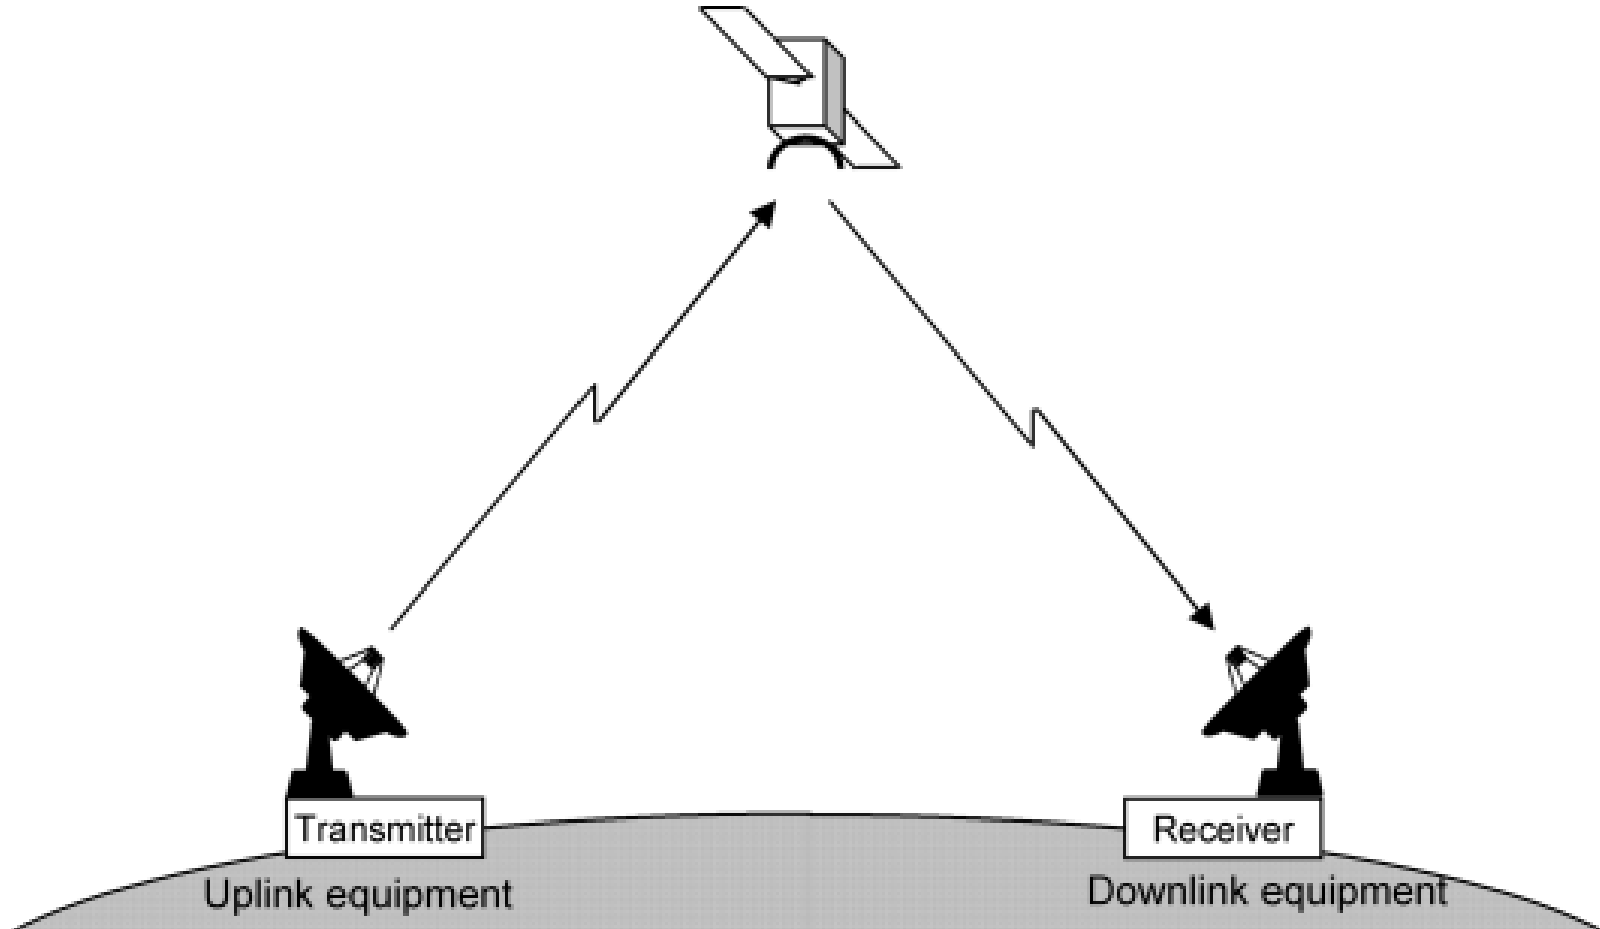 Transmitter
Receiver
Uplink equipment
Downlink equipment